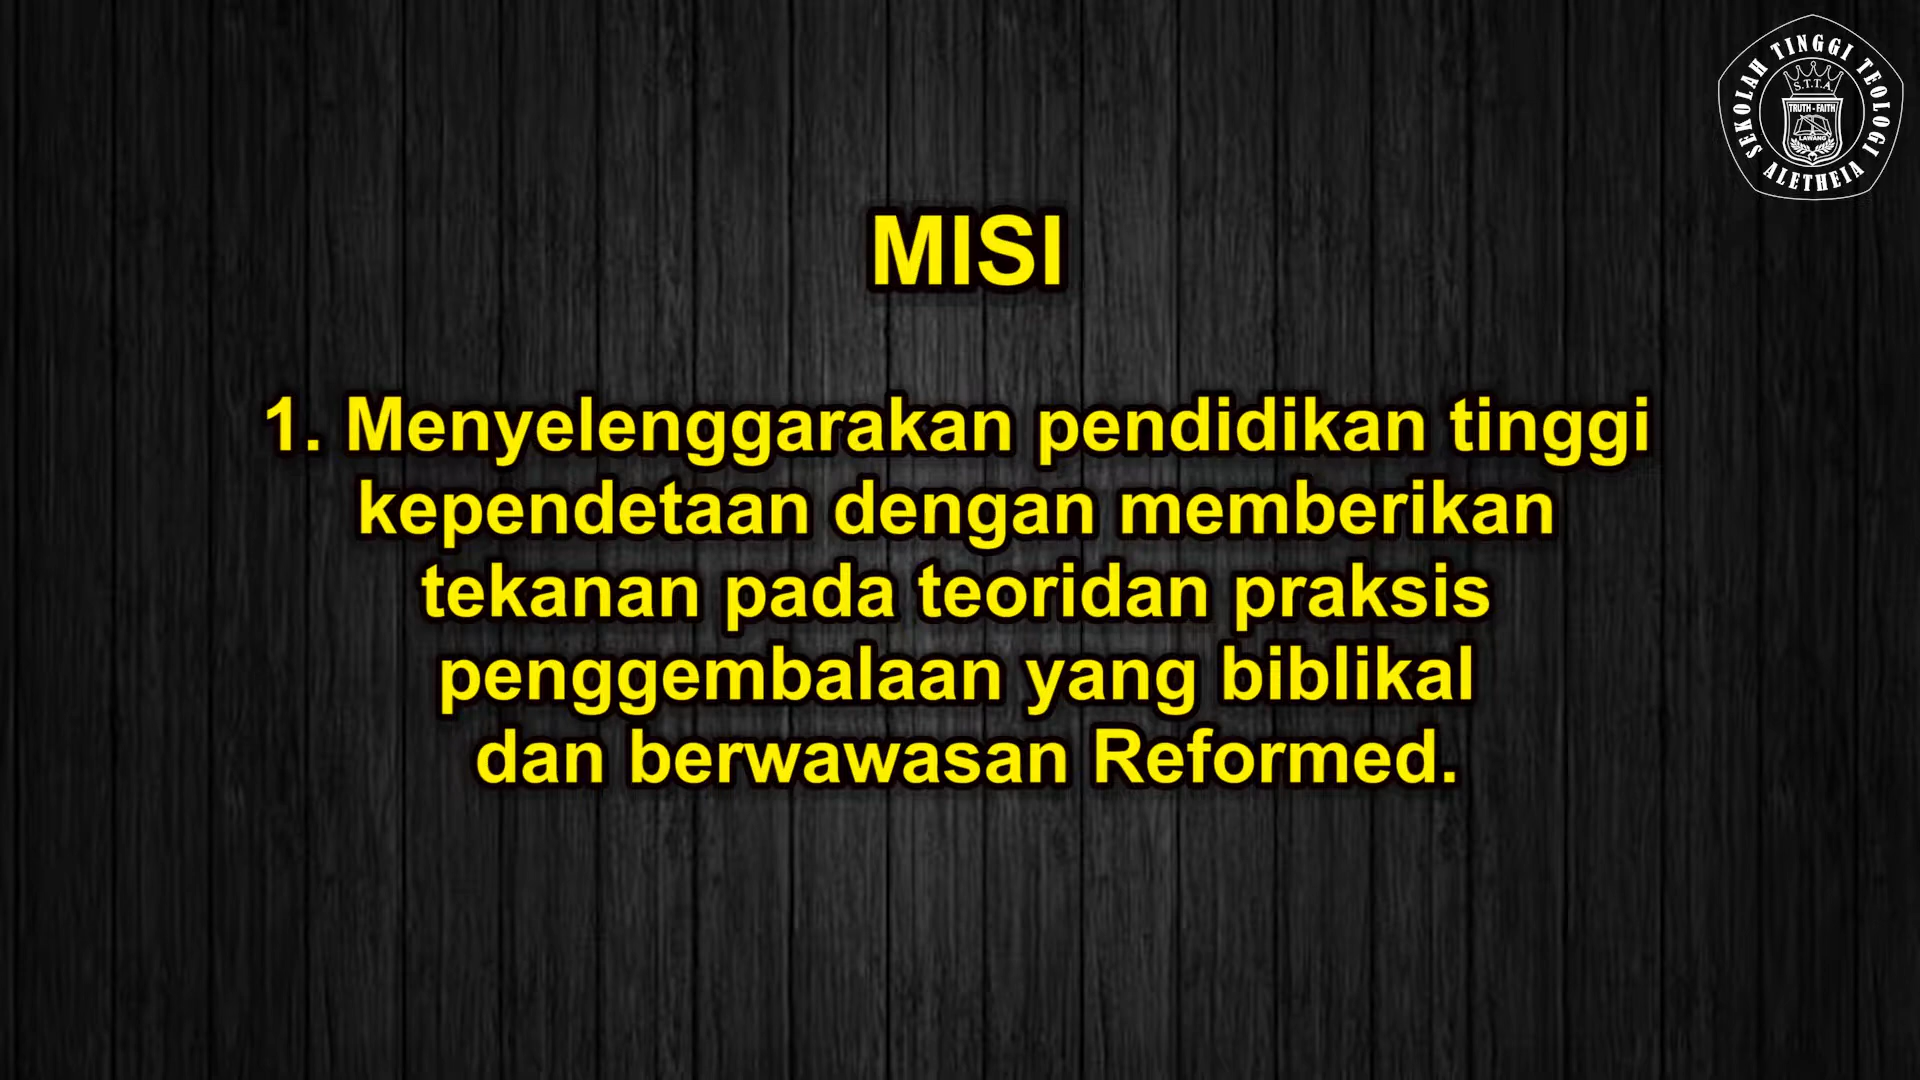 SEKOLAH TINGGI TEOLOGI ALETHEIA
S.T.T.A.
TRUTH - FAITH
LAWANG
MISI
1. Menyelenggarakan pendidikan tinggi
kependetaan dengan memberikan
tekanan pada teoridan praksis
penggembalaan yang biblikal
dan berwawasan Reformed.